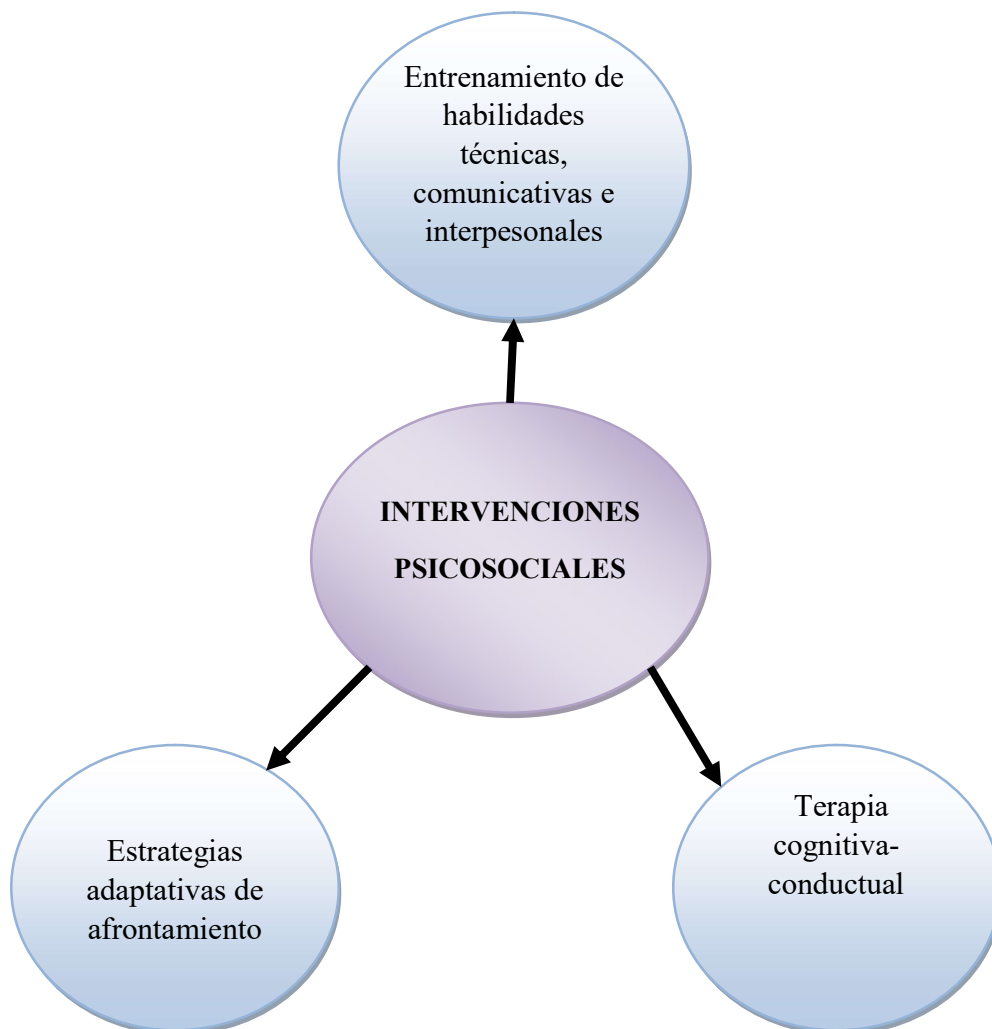 Entrenamiento de
habilidades
técnicas,
comunicativas e
interpesonales
INTERVENCIONES
PSICOSOCIALES
Estrategias
adaptativas de
afrontamiento
Terapia
cognitiva-
conductual